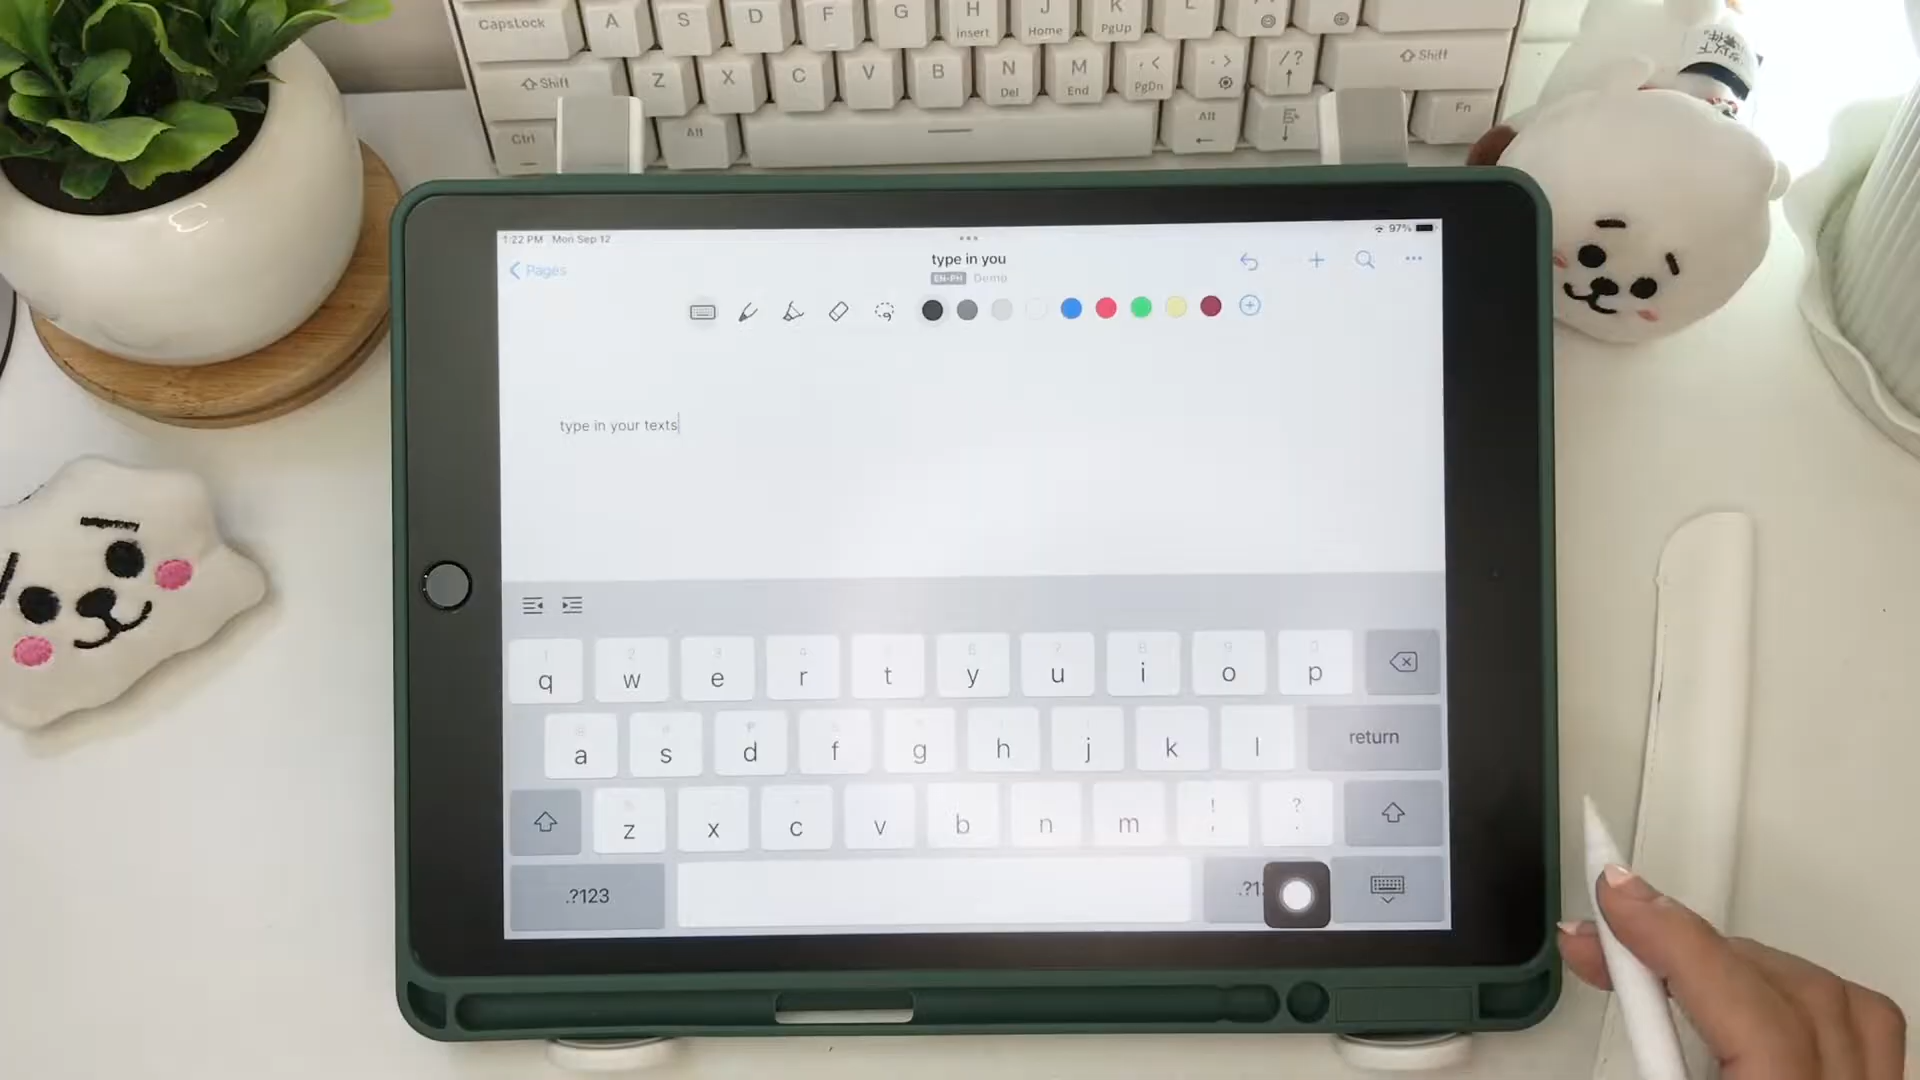 CapsLock A S D F G H J K L
Insert Home PgUp
Shift Z X C V B N M , < . > / ? Shift
Del End PgDn
Ctrl Alt Alt Fn
1:22 PM Mon Sep 12
97%
Pages
type in you
EN-PH Demo
type in your texts
q w e r t y u i o p
a s d f g h j k l return
z x c v b n m ! , ? .
.?123 .?1